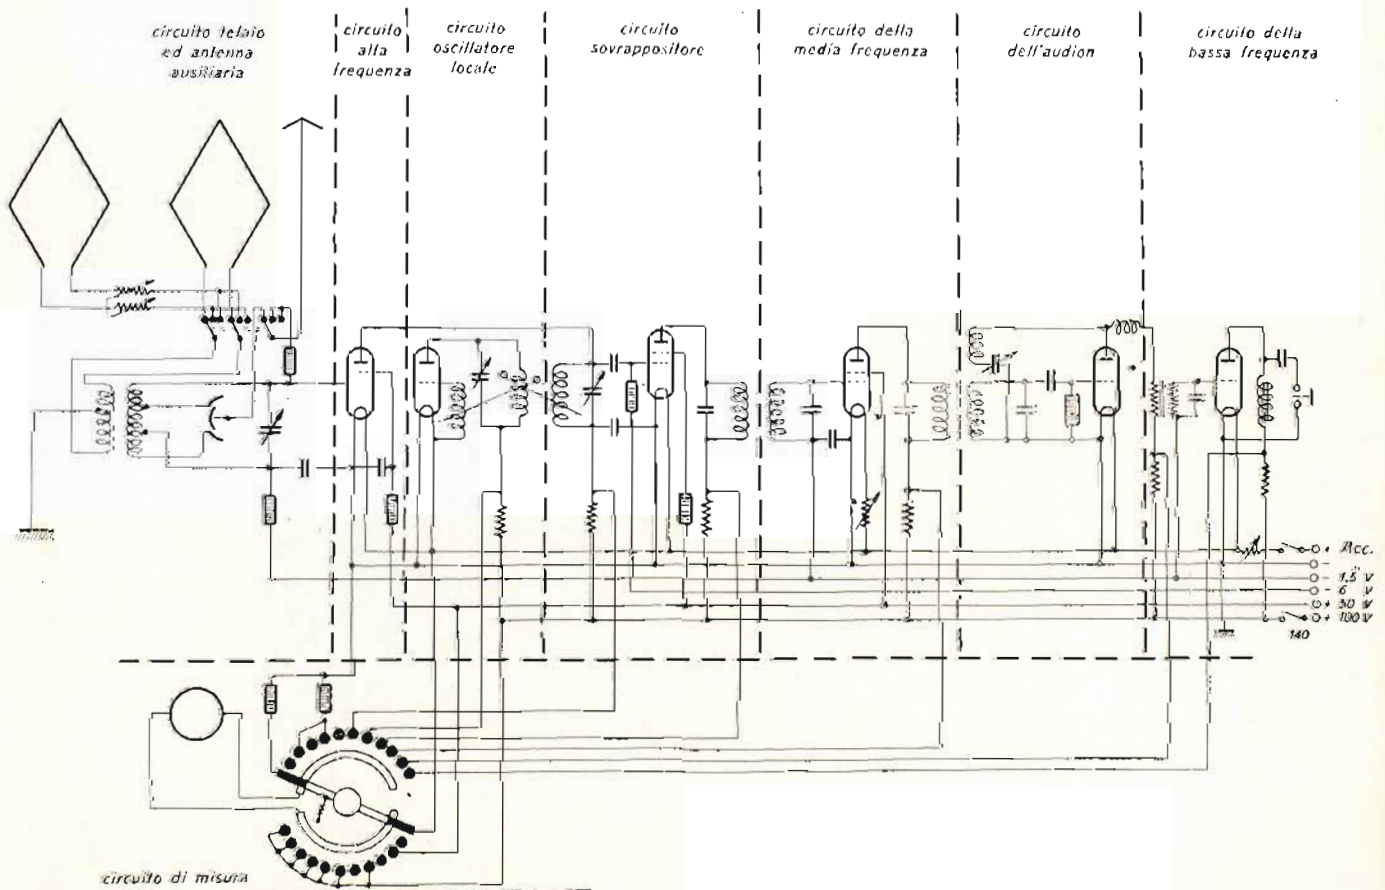 circuito telaio
ed antenna
ausiliaria
circuito
alta
frequenza
circuito
oscillatore
locale
circuito
sovrappositore
circuito della
media frequenza
circuito
dell'audion
circuito della
bassa frequenza
+ Acc.
-
- 1,5 V
- 6 V
+ 50 V
+ 100 V
140
circuito di misura